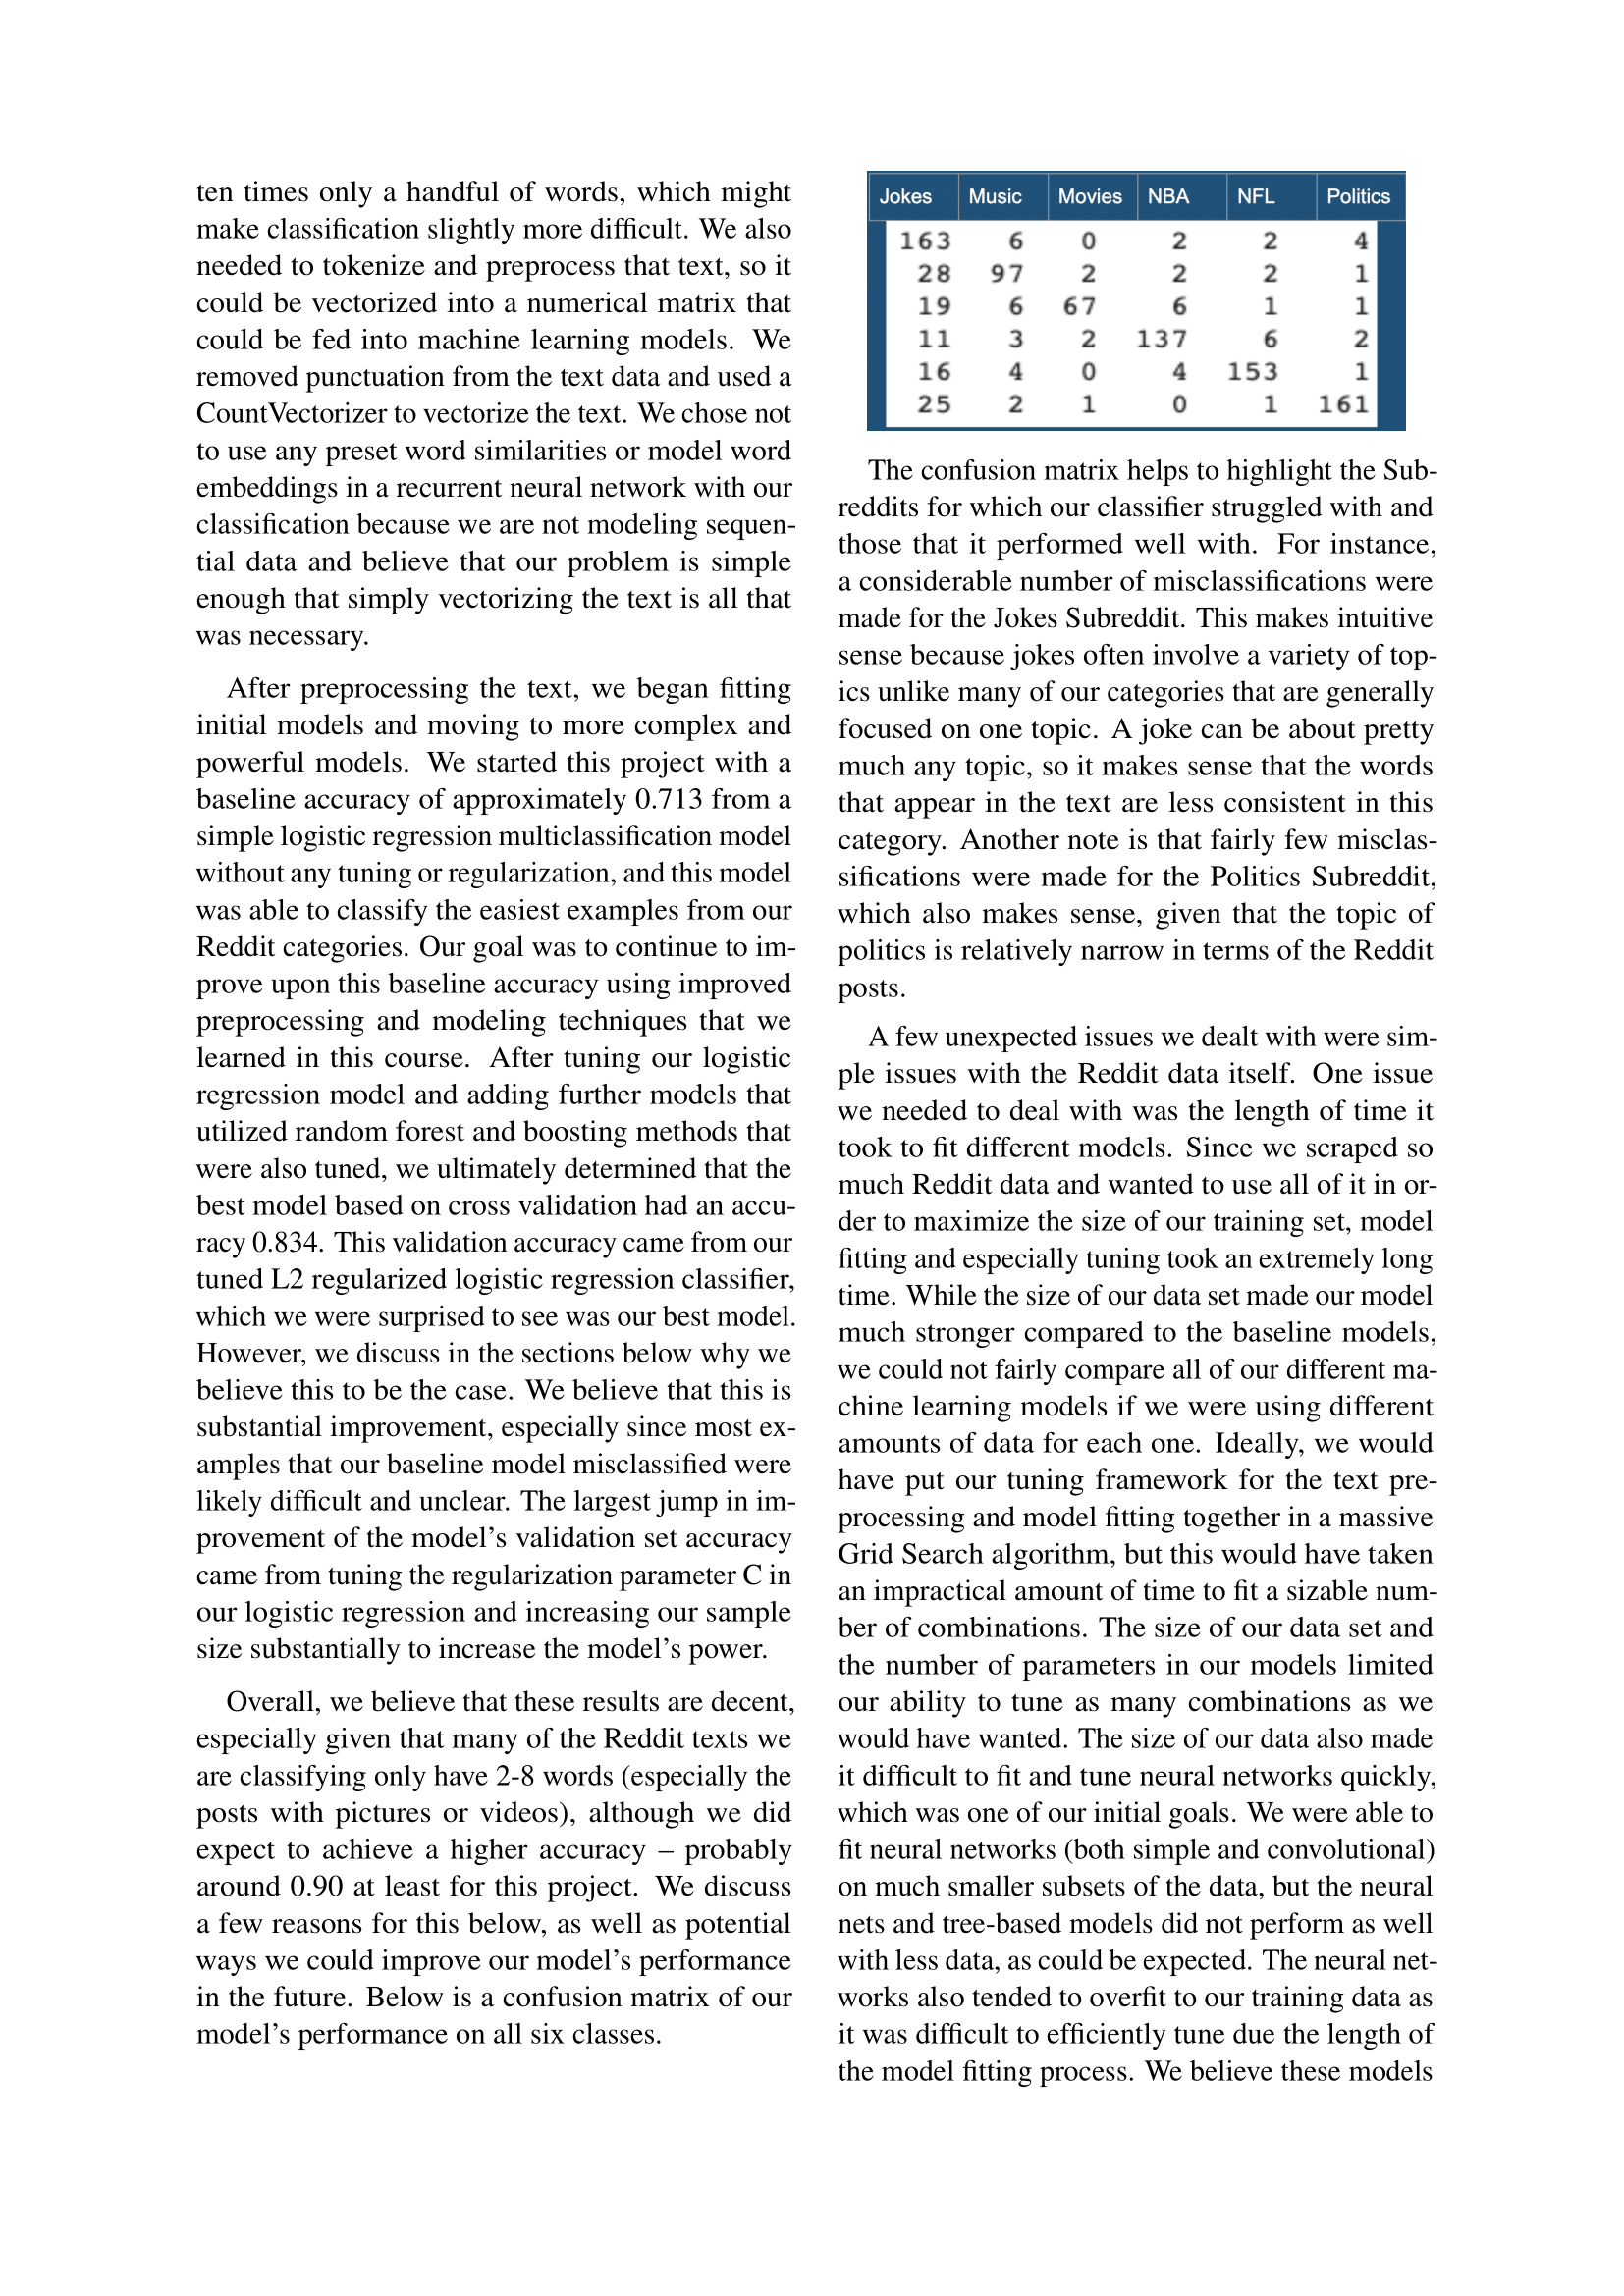 ten times only a handful of words, which might
make classification slightly more difficult. We also
needed to tokenize and preprocess that text, so it
could be vectorized into a numerical matrix that
could be fed into machine learning models. We
removed punctuation from the text data and used a
CountVectorizer to vectorize the text. We chose not
to use any preset word similarities or model word
embeddings in a recurrent neural network with our
classification because we are not modeling sequen-
tial data and believe that our problem is simple
enough that simply vectorizing the text is all that
was necessary.
After preprocessing the text, we began fitting
initial models and moving to more complex and
powerful models. We started this project with a
baseline accuracy of approximately 0.713 from a
simple logistic regression multiclassification model
without any tuning or regularization, and this model
was able to classify the easiest examples from our
Reddit categories. Our goal was to continue to im-
prove upon this baseline accuracy using improved
preprocessing and modeling techniques that we
learned in this course. After tuning our logistic
regression model and adding further models that
utilized random forest and boosting methods that
were also tuned, we ultimately determined that the
best model based on cross validation had an accu-
racy 0.834. This validation accuracy came from our
tuned L2 regularized logistic regression classifier,
which we were surprised to see was our best model.
However, we discuss in the sections below why we
believe this to be the case. We believe that this is
substantial improvement, especially since most ex-
amples that our baseline model misclassified were
likely difficult and unclear. The largest jump in im-
provement of the model's validation set accuracy
came from tuning the regularization parameter C in
our logistic regression and increasing our sample
size substantially to increase the model's power.
Overall, we believe that these results are decent,
especially given that many of the Reddit texts we
are classifying only have 2-8 words (especially the
posts with pictures or videos), although we did
expect to achieve a higher accuracy – probably
around 0.90 at least for this project. We discuss
a few reasons for this below, as well as potential
ways we could improve our model's performance
in the future. Below is a confusion matrix of our
model's performance on all six classes.
Jokes Music Movies NBA NFL Politics
163 6 0 2 2 4
28 97 2 2 2 1
19 6 67 6 1 1
11 3 2 137 6 2
16 4 0 4 153 1
25 2 1 0 1 161
The confusion matrix helps to highlight the Sub-
reddits for which our classifier struggled with and
those that it performed well with. For instance,
a considerable number of misclassifications were
made for the Jokes Subreddit. This makes intuitive
sense because jokes often involve a variety of top-
ics unlike many of our categories that are generally
focused on one topic. A joke can be about pretty
much any topic, so it makes sense that the words
that appear in the text are less consistent in this
category. Another note is that fairly few misclas-
sifications were made for the Politics Subreddit,
which also makes sense, given that the topic of
politics is relatively narrow in terms of the Reddit
posts.
A few unexpected issues we dealt with were sim-
ple issues with the Reddit data itself. One issue
we needed to deal with was the length of time it
took to fit different models. Since we scraped so
much Reddit data and wanted to use all of it in or-
der to maximize the size of our training set, model
fitting and especially tuning took an extremely long
time. While the size of our data set made our model
much stronger compared to the baseline models,
we could not fairly compare all of our different ma-
chine learning models if we were using different
amounts of data for each one. Ideally, we would
have put our tuning framework for the text pre-
processing and model fitting together in a massive
Grid Search algorithm, but this would have taken
an impractical amount of time to fit a sizable num-
ber of combinations. The size of our data set and
the number of parameters in our models limited
our ability to tune as many combinations as we
would have wanted. The size of our data also made
it difficult to fit and tune neural networks quickly,
which was one of our initial goals. We were able to
fit neural networks (both simple and convolutional)
on much smaller subsets of the data, but the neural
nets and tree-based models did not perform as well
with less data, as could be expected. The neural net-
works also tended to overfit to our training data as
it was difficult to efficiently tune due the length of
the model fitting process. We believe these models